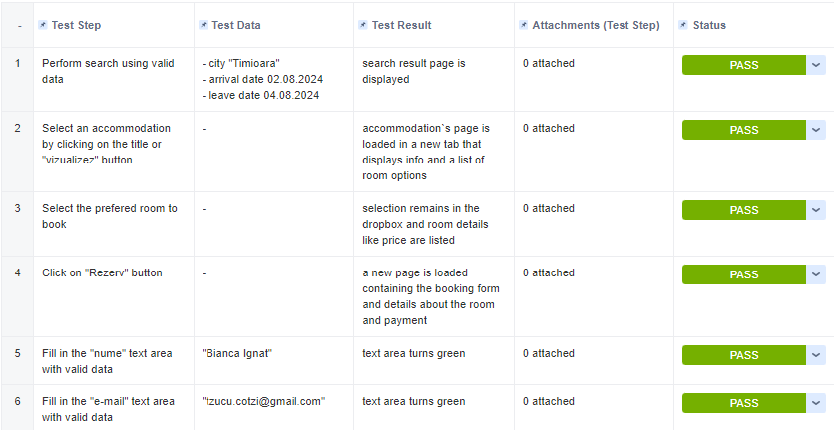 - Test Step Test Data Test Result Attachments (Test Step) Status
1 Perform search using valid - city "Timioara" search result page is 0 attached PASS
data - arrival date 02.08.2024 displayed
- leave date 04.08.2024
2 Select an accommodation - accommodation`s page is 0 attached PASS
by clicking on the title or loaded in a new tab that
"vizualizez" button displays info and a list of
room options
3 Select the prefered room to - selection remains in the 0 attached PASS
book dropbox and room details
like price are listed
4 Click on "Rezerv" button - a new page is loaded 0 attached PASS
containing the booking form
and details about the room
and payment
5 Fill in the "nume" text area "Bianca Ignat" text area turns green 0 attached PASS
with valid data
6 Fill in the "e-mail" text area "tzucu.cotzi@gmail.com" text area turns green 0 attached PASS
with valid data